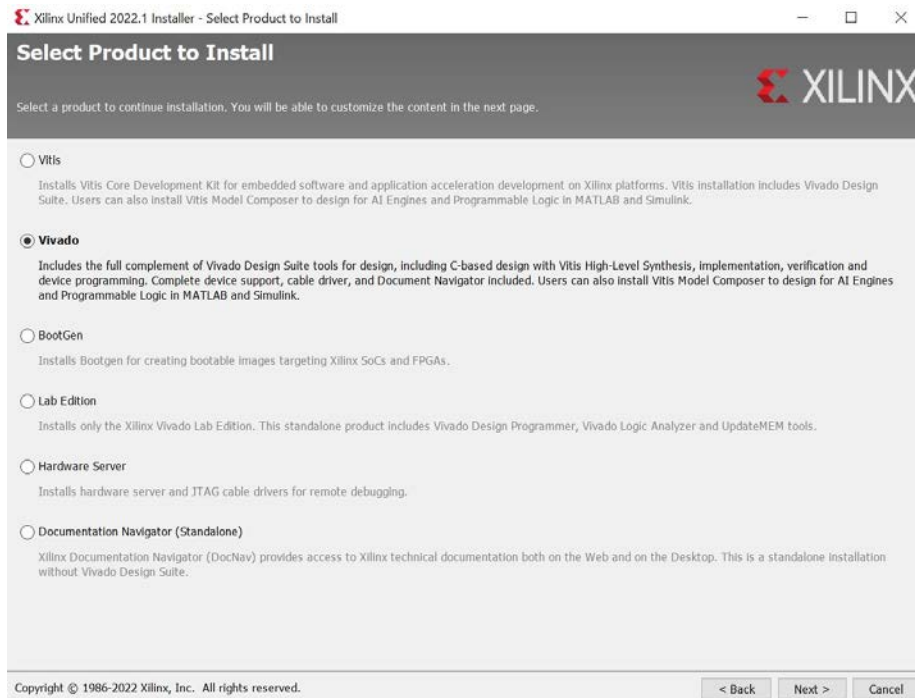 Xilinx Unified 2022.1 Installer - Select Product to Install
Select Product to Install
XILINX
Select a product to continue installation. You will be able to customize the content in the next page.
Vitis
Installs Vitis Core Development Kit for embedded software and application acceleration development on Xilinx platforms. Vitis installation includes Vivado Design
Suite. Users can also install Vitis Model Composer to design for AI Engines and Programmable Logic in MATLAB and Simulink.
Vivado
Includes the full complement of Vivado Design Suite tools for design, including C-based design with Vitis High-Level Synthesis, implementation, verification and
device programming. Complete device support, cable driver, and Document Navigator included. Users can also install Vitis Model Composer to design for AI Engines
and Programmable Logic in MATLAB and Simulink.
BootGen
Installs Bootgen for creating bootable images targeting Xilinx SoCs and FPGAs.
Lab Edition
Installs only the Xilinx Vivado Lab Edition. This standalone product includes Vivado Design Programmer, Vivado Logic Analyzer and UpdateMEM tools.
Hardware Server
Installs hardware server and JTAG cable drivers for remote debugging.
Documentation Navigator (Standalone)
Xilinx Documentation Navigator (DocNav) provides access to Xilinx technical documentation both on the Web and on the Desktop. This is a standalone installation
without Vivado Design Suite.
Copyright © 1986-2022 Xilinx, Inc. All rights reserved.
< Back Next > Cancel